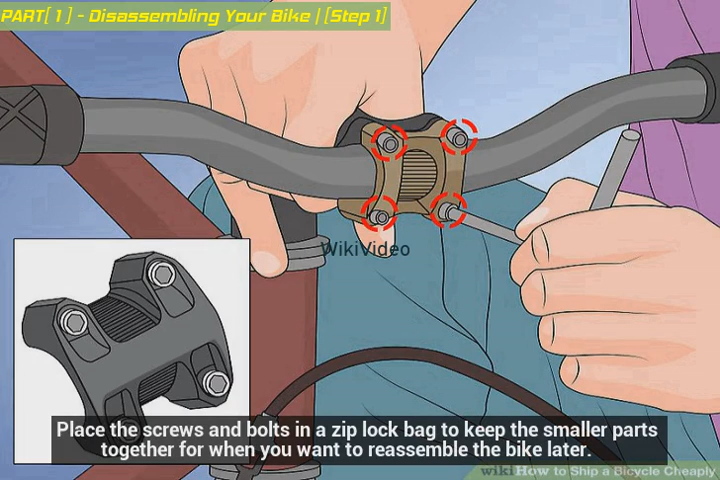 PART[ 1 ] - Disassembling Your Bike | [Step 1]
WikiVideo
Place the screws and bolts in a zip lock bag to keep the smaller parts
together for when you want to reassemble the bike later.
wikiHow to Ship a Bicycle Cheaply